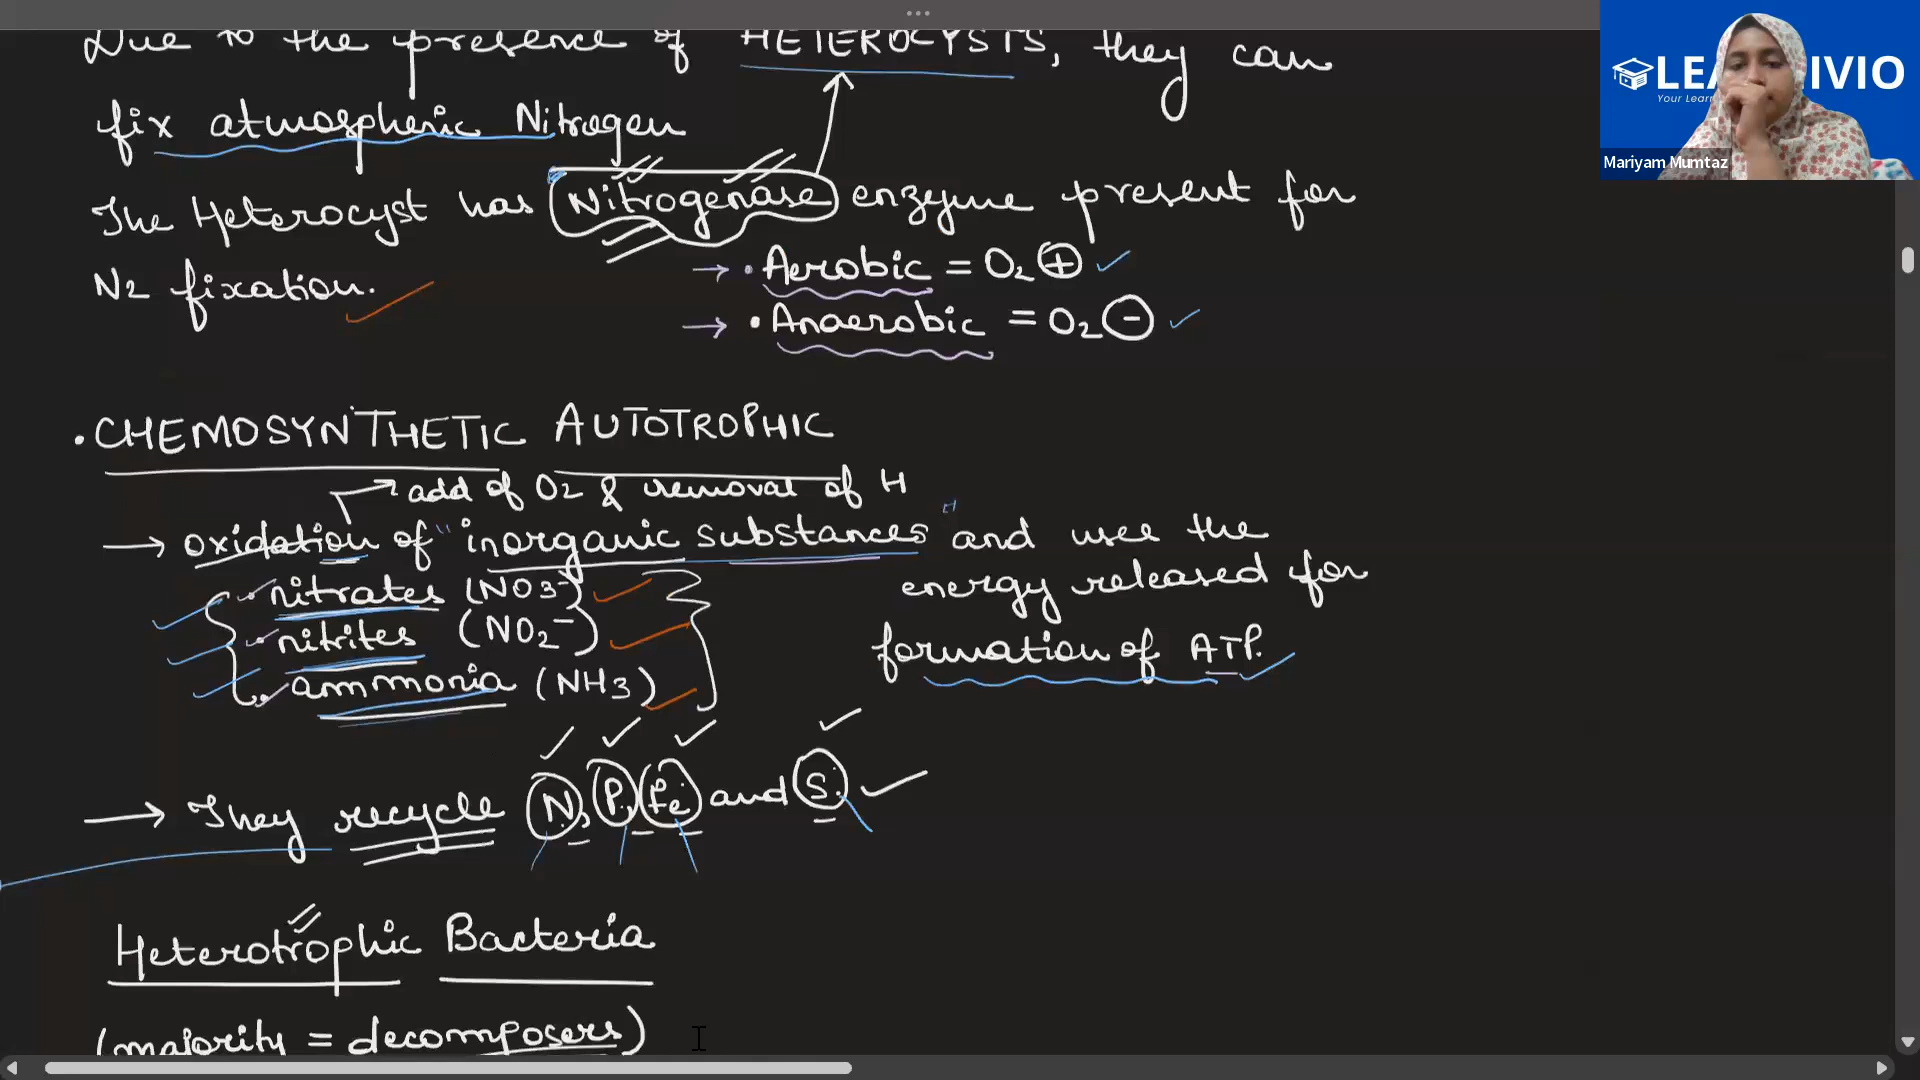 Due to the presence of HETEROCYSTS, they can
fix atmospheric Nitrogen
The Heterocyst has Nitrogenase enzyme present for
N2 fixation.
→ • Aerobic = O2 +
→ • Anaerobic = O2 -
• CHEMOSYNTHETIC AUTOTROPHIC
→ add of O2 & removal of H
→ oxidation of "inorganic substances" and use the
energy released for
formation of ATP.
• nitrates (NO3-)
• nitrites (NO2-)
• ammonia (NH3)
→ They recycle N, P, Fe and S.
Heterotrophic Bacteria
(majority = decomposers)
Mariyam Mumtaz